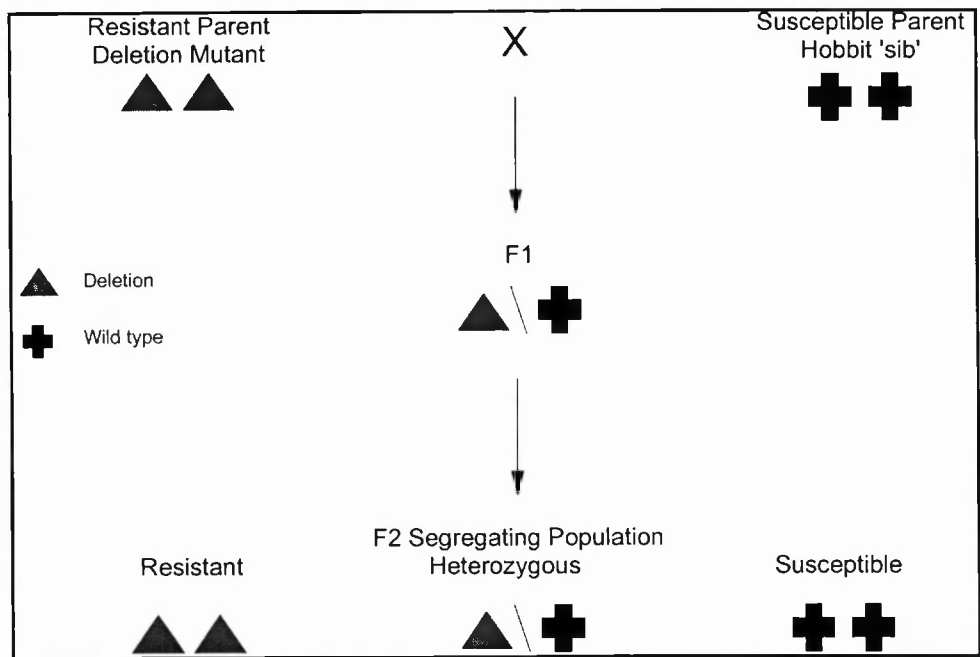 Resistant Parent
Deletion Mutant
X
Susceptible Parent
Hobbit 'sib'
F1
Deletion
Wild type
F2 Segregating Population
Heterozygous
Resistant
Susceptible